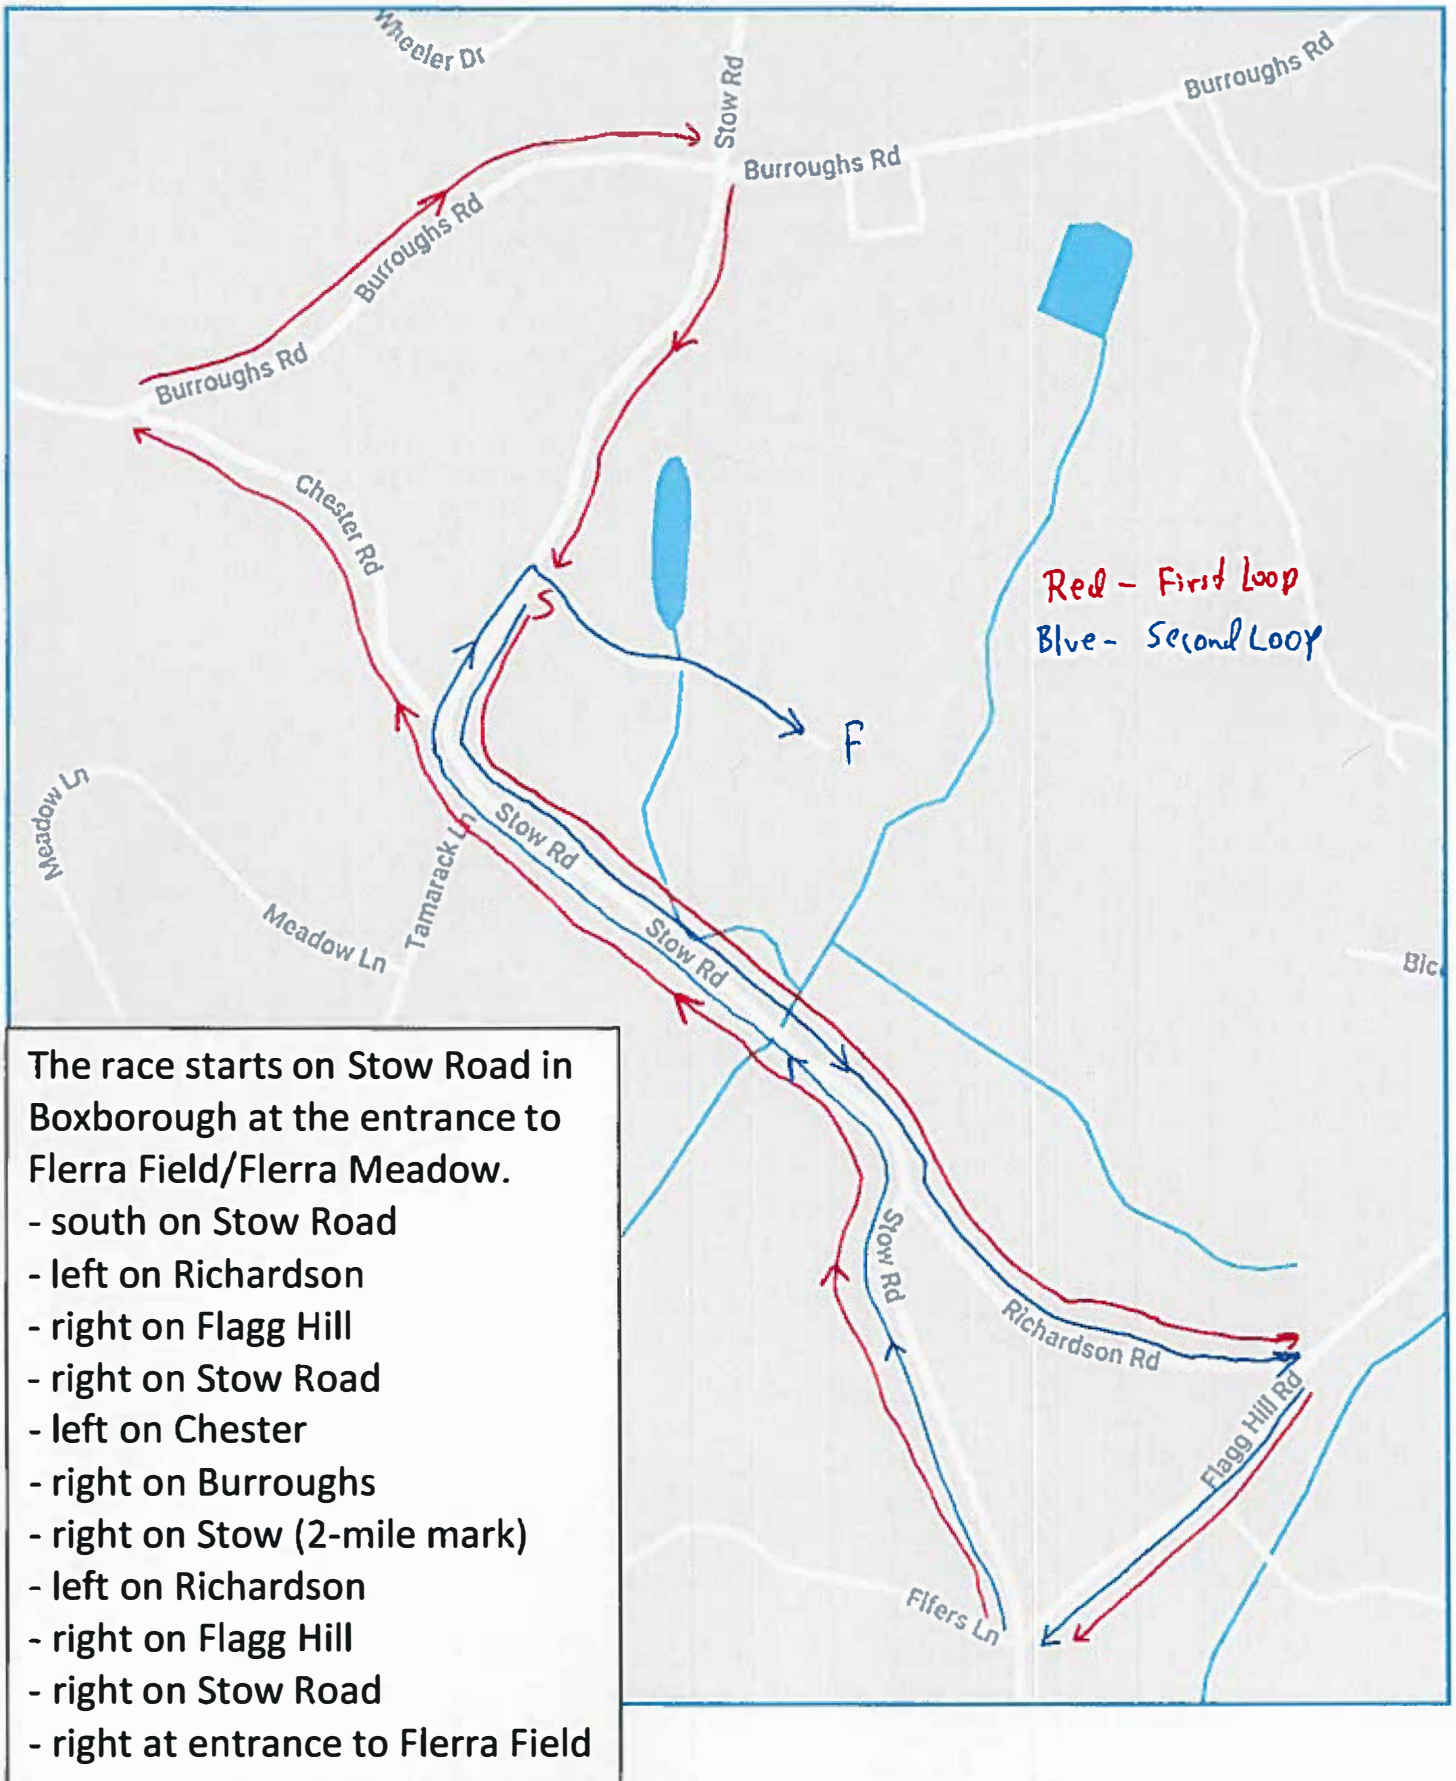 Wheeler Dr
Stow Rd
Burroughs Rd
Burroughs Rd
Burroughs Rd
Burroughs Rd
Chester Rd
S
Red - First Loop
Blue - Second Loop
F
Meadow Ln
Stow Rd
Tamarack Ln
Meadow Ln
Stow Rd
Blc
Stow Rd
Richardson Rd
Flagg Hill Rd
Fifers Ln
The race starts on Stow Road in
Boxborough at the entrance to
Flerra Field/Flerra Meadow.
- south on Stow Road
- left on Richardson
- right on Flagg Hill
- right on Stow Road
- left on Chester
- right on Burroughs
- right on Stow (2-mile mark)
- left on Richardson
- right on Flagg Hill
- right on Stow Road
- right at entrance to Flerra Field